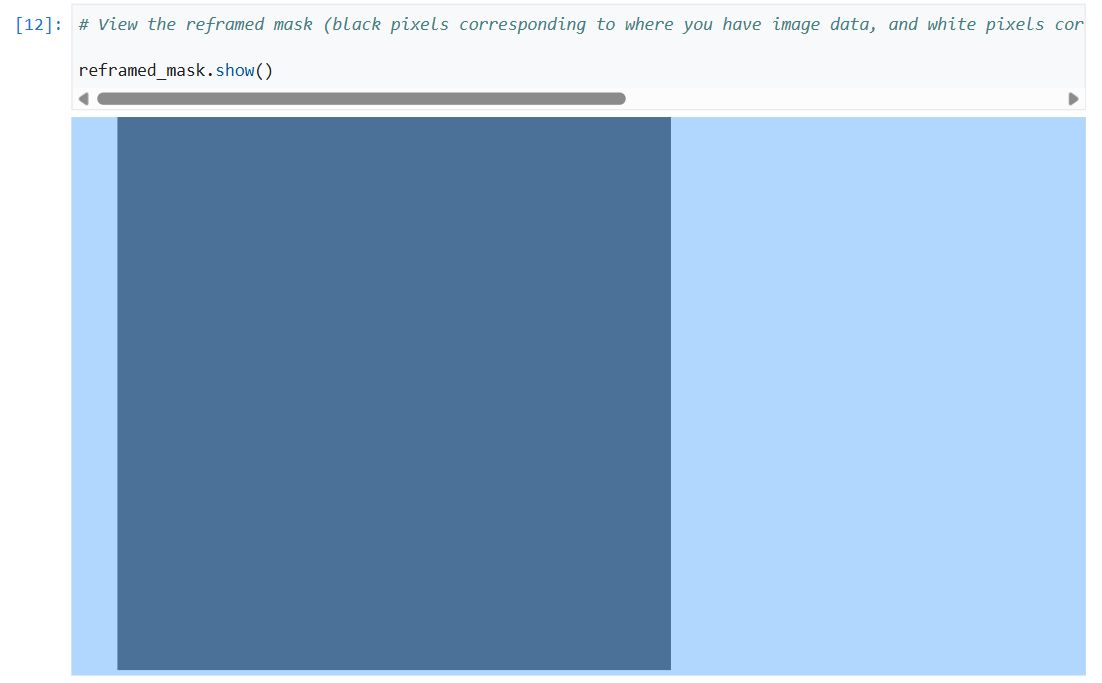 [12]: # View the reframed mask (black pixels corresponding to where you have image data, and white pixels cor
reframed_mask.show()